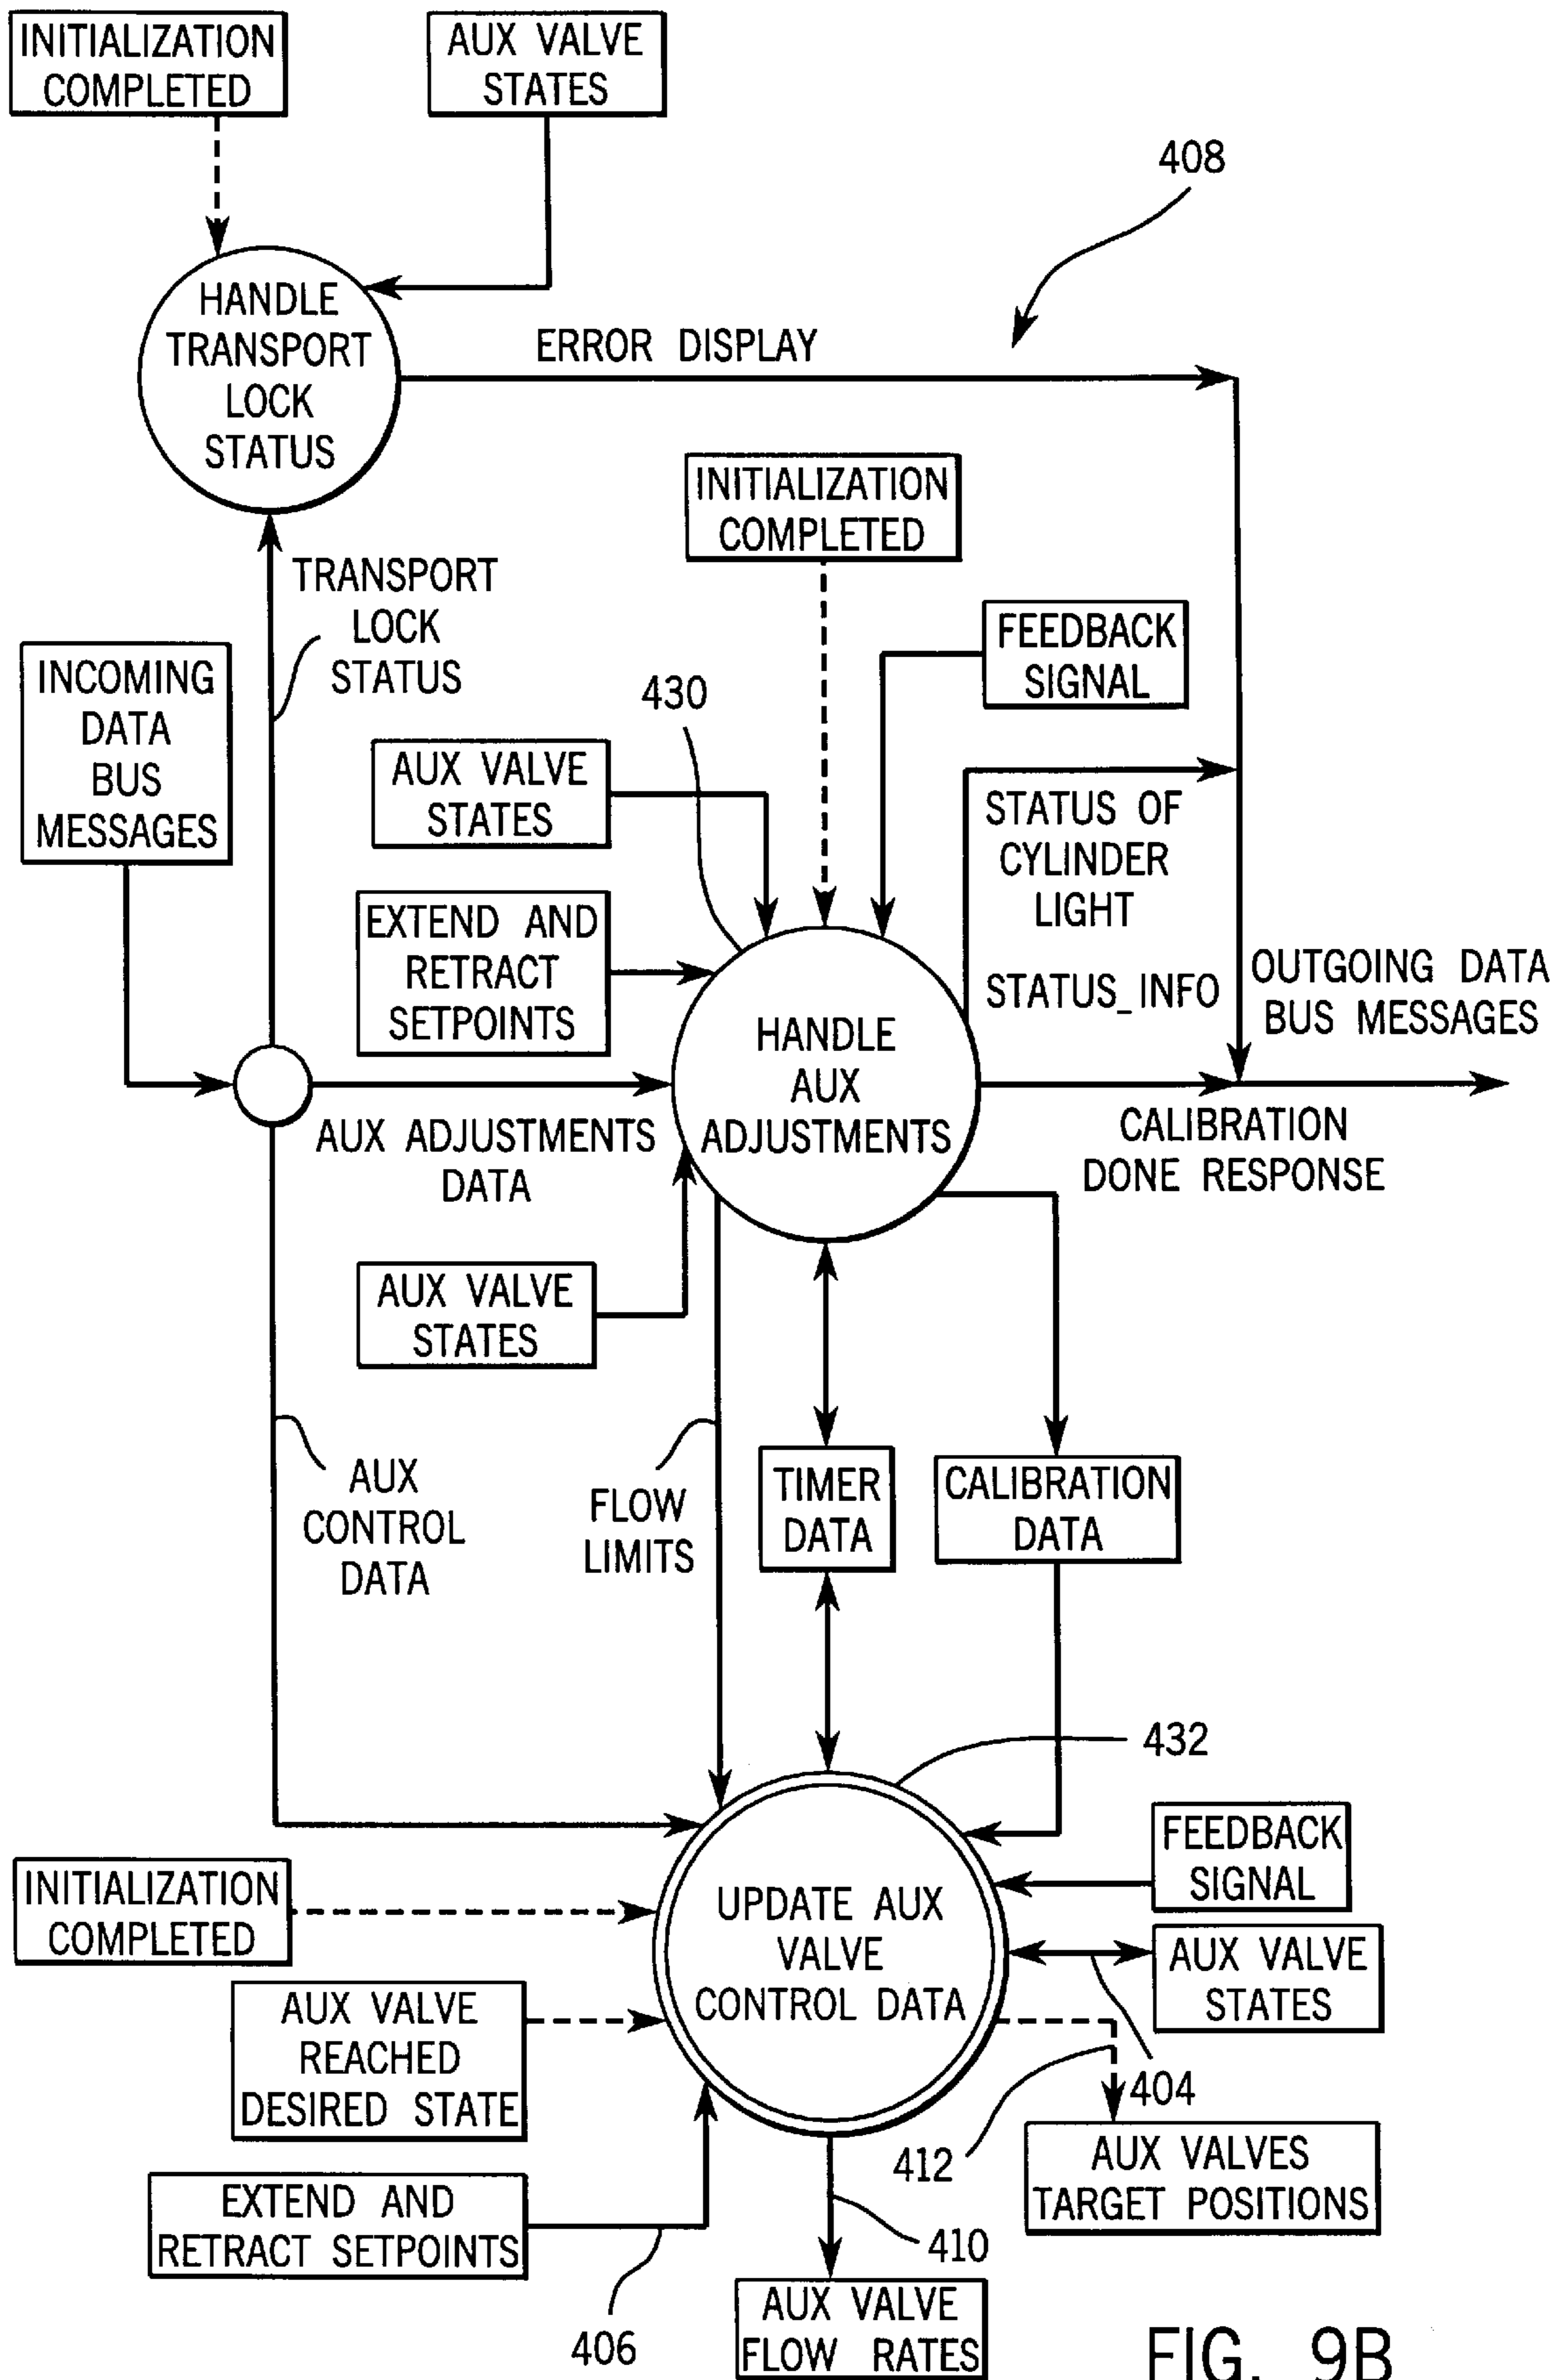 INITIALIZATION
COMPLETED
AUX VALVE
STATES
408
HANDLE
TRANSPORT
LOCK
STATUS
ERROR DISPLAY
INITIALIZATION
COMPLETED
TRANSPORT
LOCK
STATUS
FEEDBACK
SIGNAL
INCOMING
DATA
BUS
MESSAGES
430
AUX VALVE
STATES
STATUS OF
CYLINDER
LIGHT
STATUS_INFO
EXTEND AND
RETRACT
SETPOINTS
OUTGOING DATA
BUS MESSAGES
HANDLE
AUX
ADJUSTMENTS
AUX ADJUSTMENTS
DATA
CALIBRATION
DONE RESPONSE
AUX VALVE
STATES
AUX
CONTROL
DATA
FLOW
LIMITS
TIMER
DATA
CALIBRATION
DATA
432
FEEDBACK
SIGNAL
INITIALIZATION
COMPLETED
UPDATE AUX
VALVE
CONTROL DATA
AUX VALVE
STATES
AUX VALVE
REACHED
DESIRED STATE
404
412
AUX VALVES
TARGET POSITIONS
EXTEND AND
RETRACT SETPOINTS
410
406
AUX VALVE
FLOW RATES
FIG. 9B